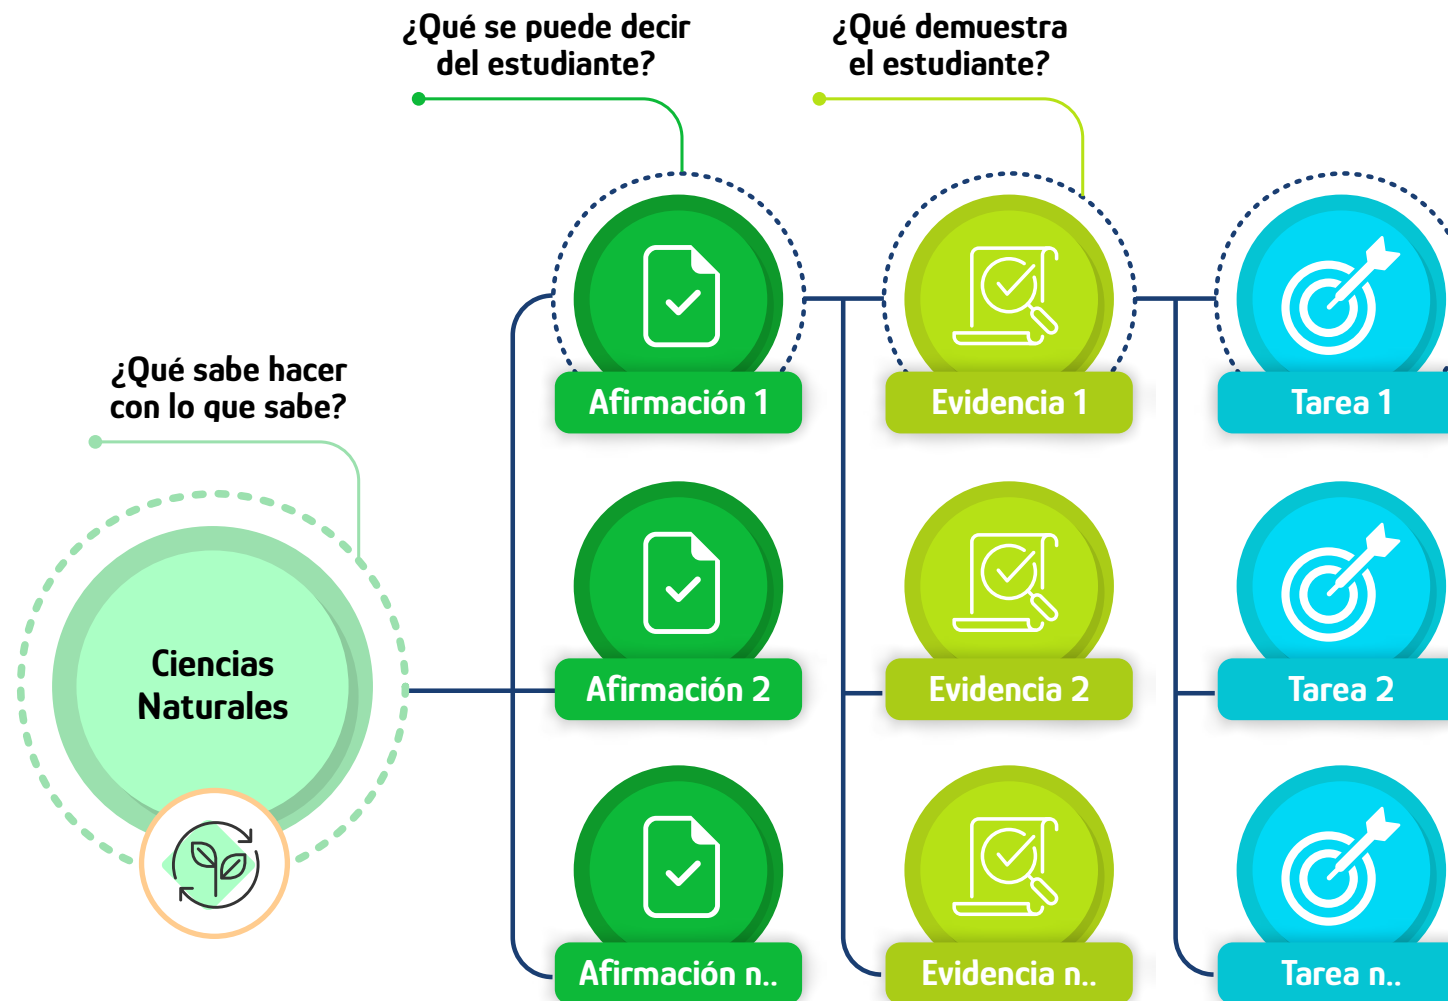 ¿Qué se puede decir
del estudiante?
¿Qué demuestra
el estudiante?
¿Qué sabe hacer
con lo que sabe?
Ciencias
Naturales
Afirmación 1
Evidencia 1
Tarea 1
Afirmación 2
Evidencia 2
Tarea 2
Afirmación n..
Evidencia n..
Tarea n..